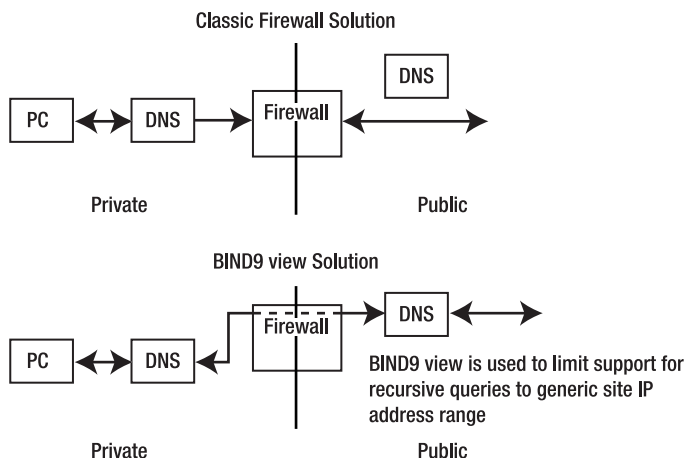 Classic Firewall Solution
DNS
PC
DNS
Firewall
Private
Public
BIND9 view Solution
Firewall
DNS
PC
DNS
BIND9 view is used to limit support for
recursive queries to generic site IP
address range
Private
Public